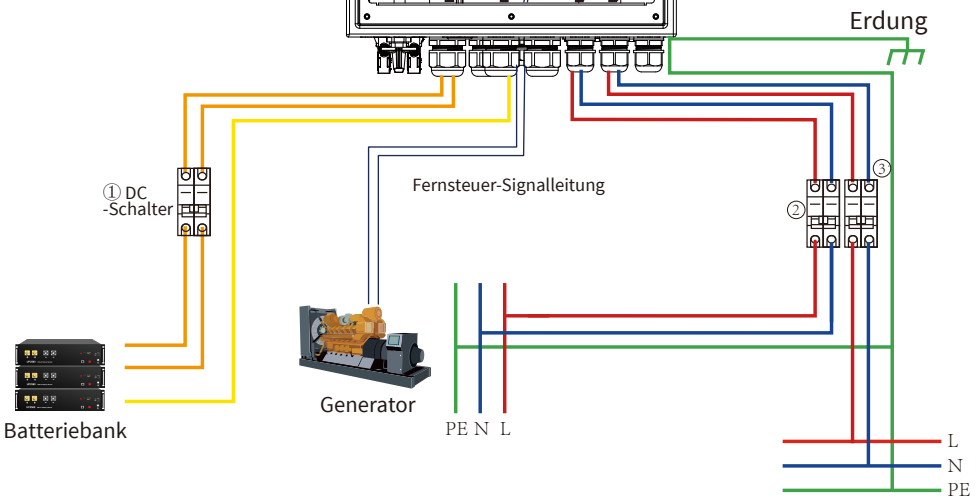 Erdung
③
① DC
-Schalter
Fernsteuer-Signalleitung
②
Generator
Batteriebank
PE N L
L
N
PE